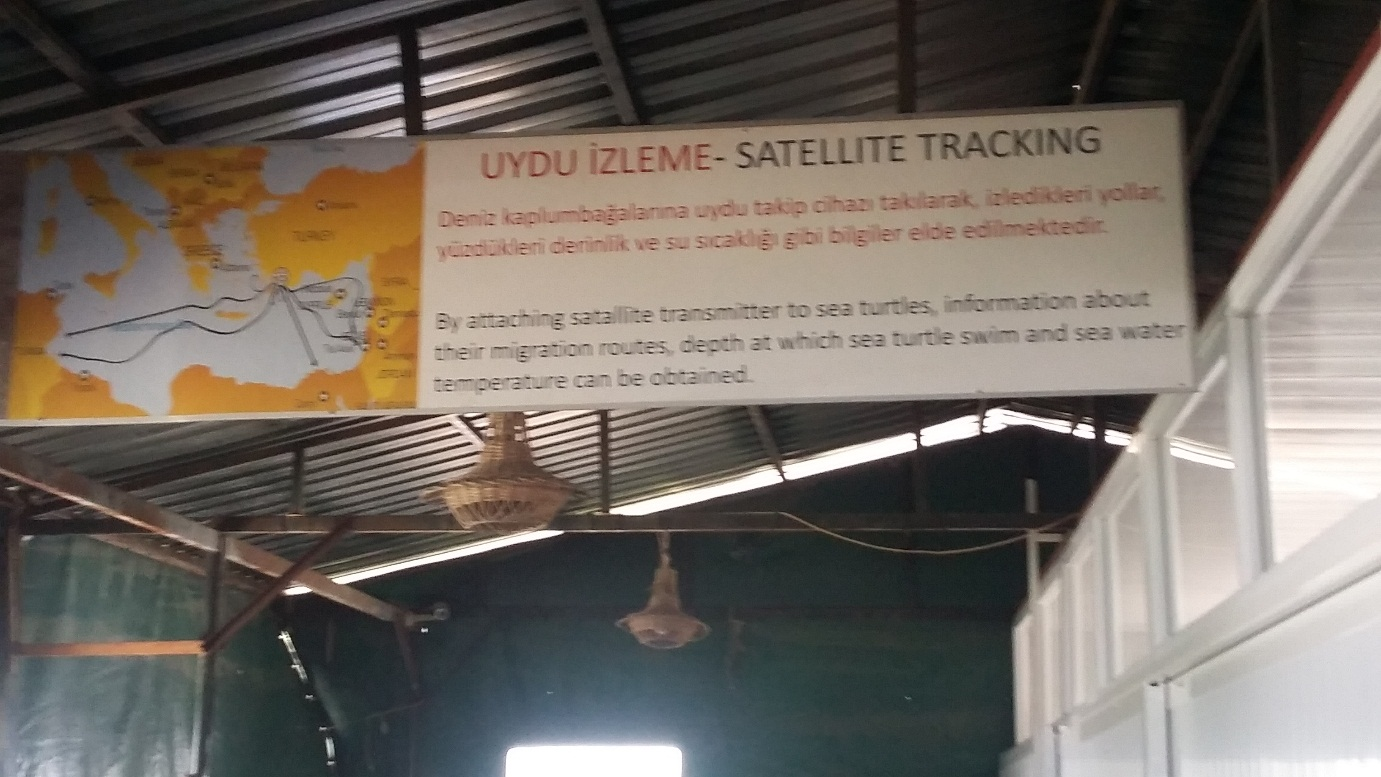 UYDU İZLEME- SATELLITE TRACKING
Deniz kaplumbağalarına uydu takip cihazı takılarak, izledikleri yollar,
yüzdükleri derinlik ve su sıcaklığı gibi bilgiler elde edilmektedir.
By attaching satallite transmitter to sea turtles, information about
their migration routes, depth at which sea turtle swim and sea water
temperature can be obtained.
TURKEY
GREECE
SYRIA